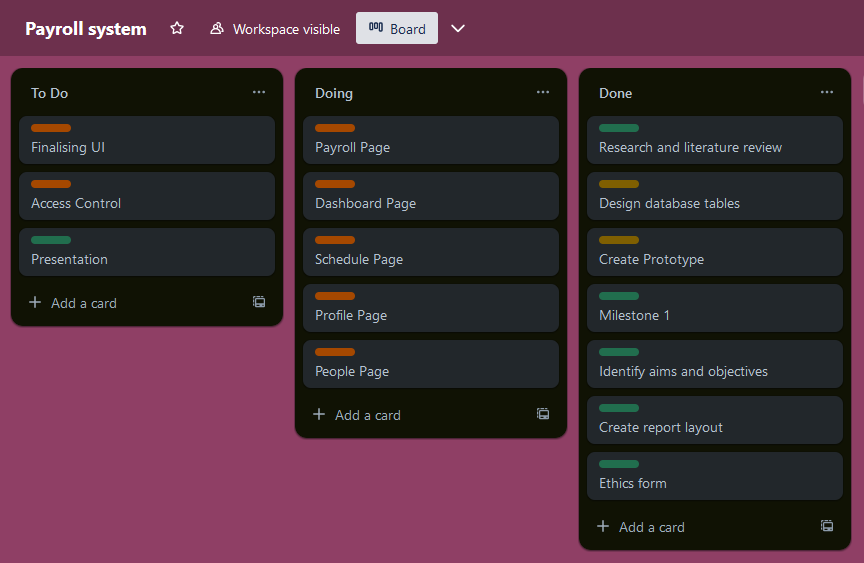 Payroll system
Workspace visible
Board
To Do
Finalising UI
Access Control
Presentation
Add a card
Doing
Payroll Page
Dashboard Page
Schedule Page
Profile Page
People Page
Add a card
Done
Research and literature review
Design database tables
Create Prototype
Milestone 1
Identify aims and objectives
Create report layout
Ethics form
Add a card